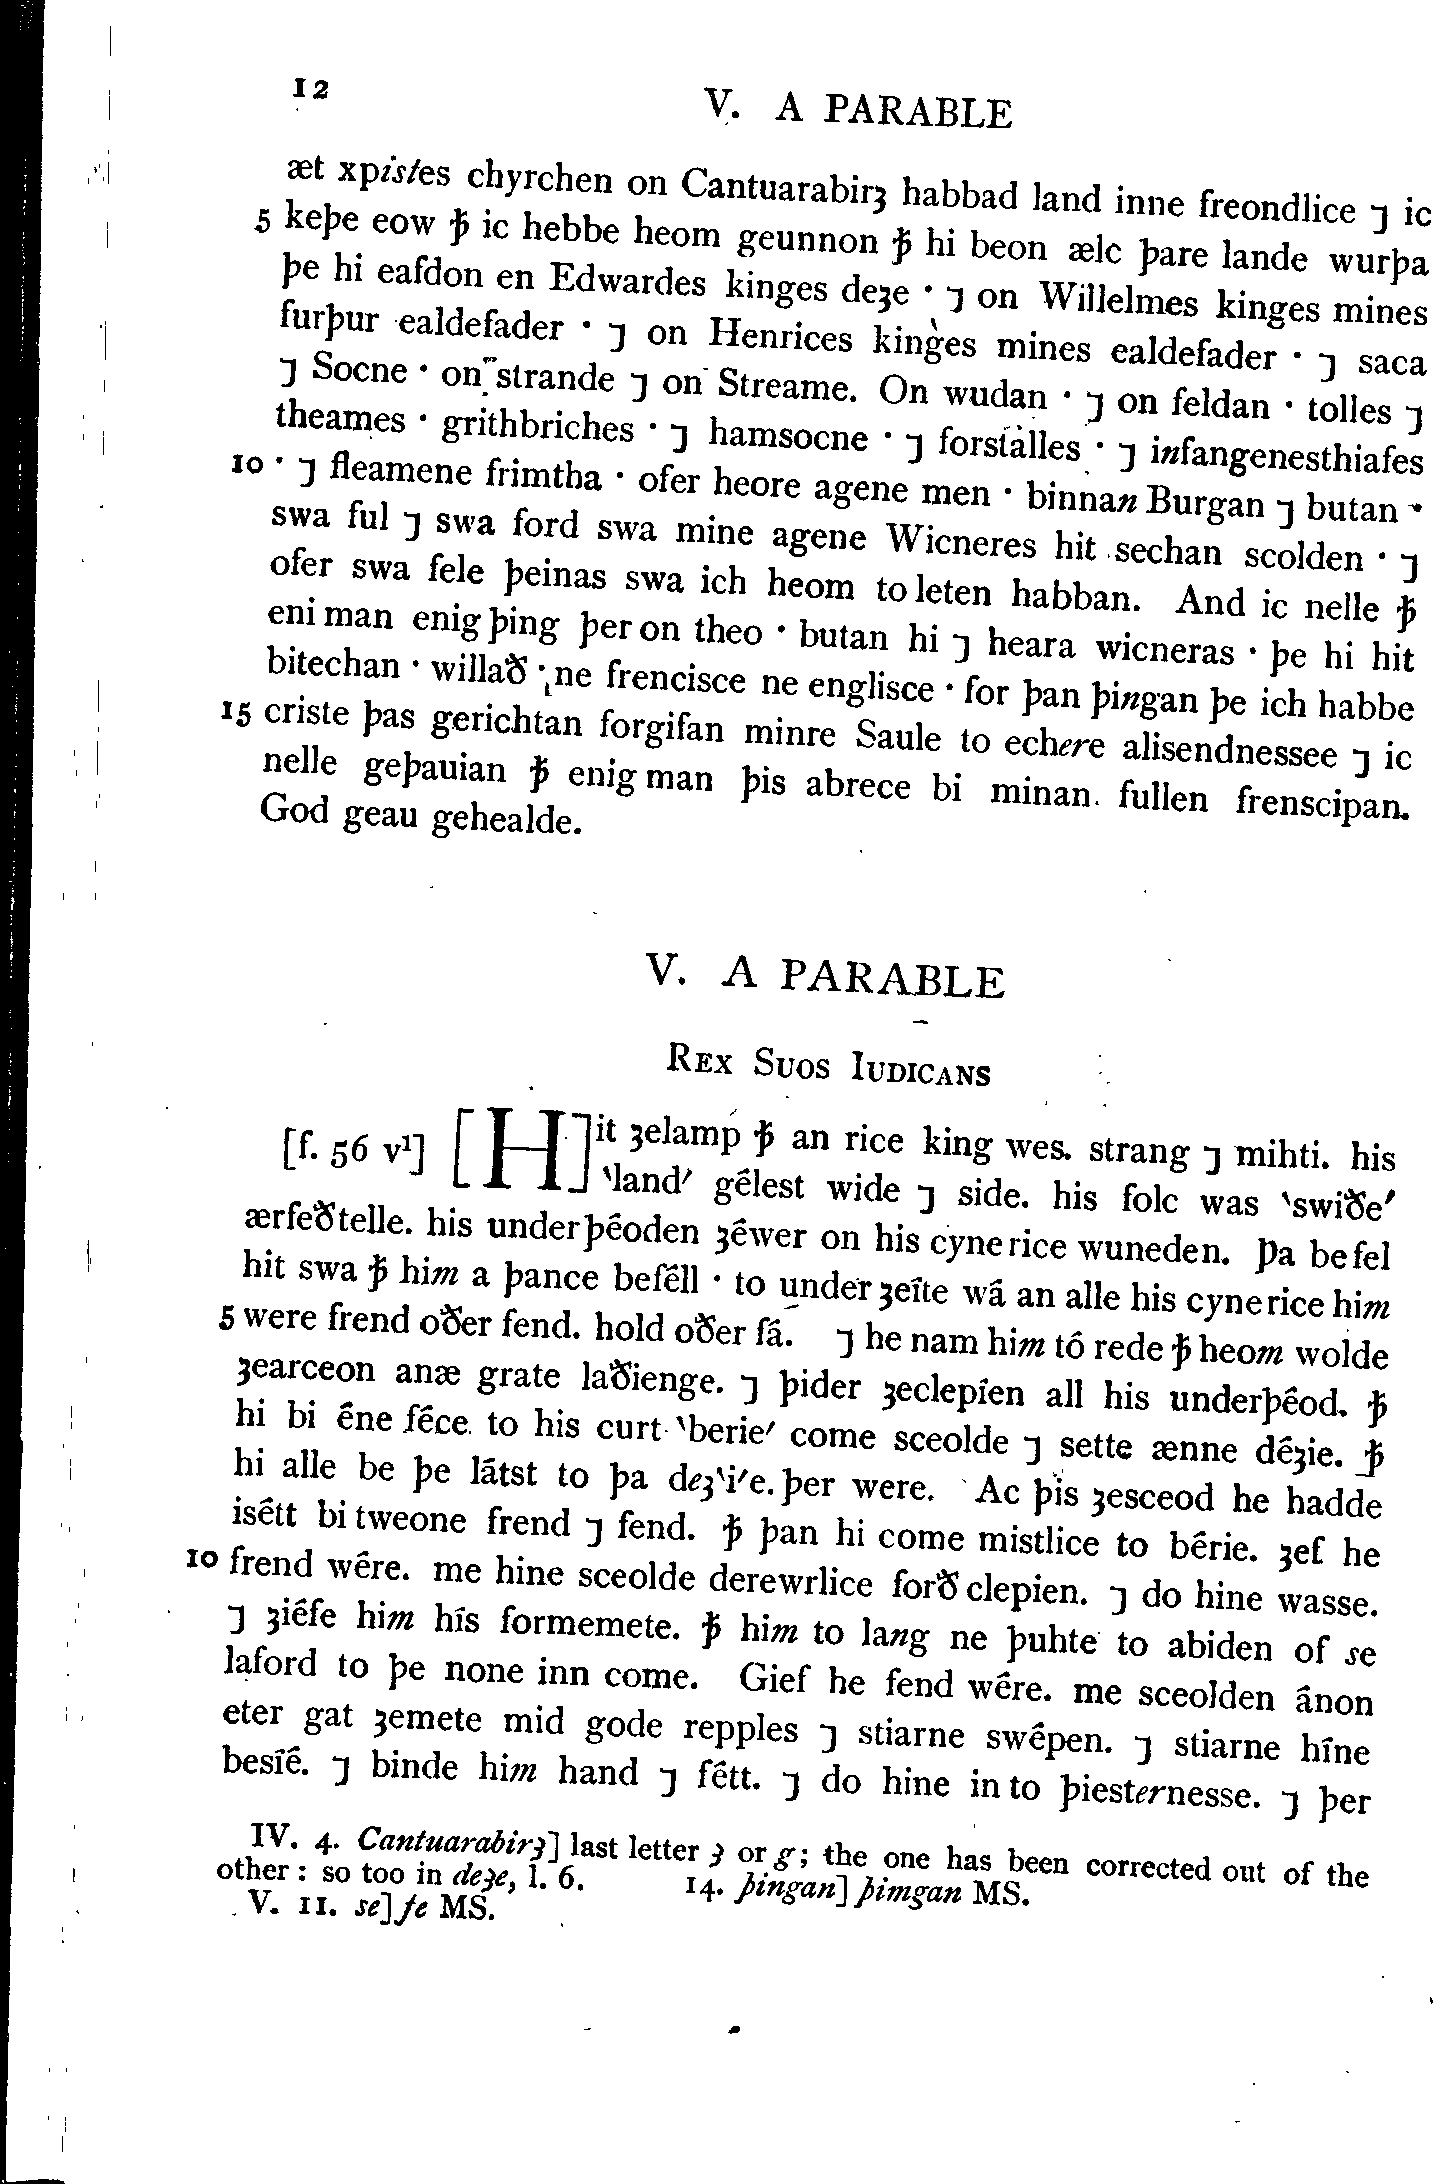 12
V. A PARABLE
æt xpistes chyrchen on Cantuarabirȝ habbad land inne freondlice ⁊ ic
5 keþe eow ꝥ ic hebbe heom geunnon ꝥ hi beon ælc þare lande wurþa
þe hi eafdon en Edwardes kinges deȝe · ⁊ on Willelmes kinges mines
furþur ealdefader · ⁊ on Henrices kinges mines ealdefader · ⁊ saca
⁊ Socne · on strande ⁊ on Streame. On wudan · ⁊ on feldan · tolles ⁊
theames · grithbriches · ⁊ hamsocne · ⁊ forstalles · ⁊ infangenesthiafes
10 · ⁊ fleamene frimtha · ofer heore agene men · binnan Burgan ⁊ butan ·
swa ful ⁊ swa ford swa mine agene Wicneres hit sechan scolden · ⁊
ofer swa fele þeinas swa ich heom to leten habban. And ic nelle ꝥ
eni man enig þing þer on theo · butan hi ⁊ heara wicneras · þe hi hit
bitechan · willað · ne frencisce ne englisce · for þan þingan þe ich habbe
15 criste þas gerichtan forgifan minre Saule to echere alisendnessee ⁊ ic
nelle geþauian ꝥ enig man þis abrece bi minan fullen frenscipan.
God geau gehealde.
V. A PARABLE
REX SUOS IUDICANS
[f. 56 v¹] [H]it ȝelamp ꝥ an rice king wes. strang ⁊ mihti. his
‵land′ gêlest wide ⁊ side. his folc was ‵swiðe′
ærfeðtelle. his underþêoden ȝêwer on his cynerice wuneden. Þa befel
hit swa ꝥ him a þance befêll · to under ȝeîte wâ an alle his cynerice him
5 were frend oðer fend. hold oðer fâ. ⁊ he nam him tô rede ꝥ heom wolde
ȝearceon anæ grate laðienge. ⁊ þider ȝeclepîen all his underþêod. ꝥ
hi bi êne fêce to his curt ‵berie′ come sceolde ⁊ sette ænne dêȝie. ꝥ
hi alle be þe lâtst to þa deȝ‵i′e. þer were. Ac þis ȝesceod he hadde
isêtt bi tweone frend ⁊ fend. ꝥ þan hi come mistlice to bêrie. ȝef he
10 frend wêre. me hine sceolde derewrlice forð clepien. ⁊ do hine wasse.
⁊ ȝiêfe him hîs formemete. ꝥ him to lang ne þuhte to abiden of se
laford to þe none inn come. Gief he fend wêre. me sceolden ânon
eter gat ȝemete mid gode repples ⁊ stiarne swêpen. ⁊ stiarne hîne
besîê. ⁊ binde him hand ⁊ fêtt. ⁊ do hine in to þiesternesse. ⁊ þer
IV. 4. Cantuarabirȝ] last letter ȝ or g; the one has been corrected out of the
other: so too in deȝe, l. 6. 14. þingan] þimgan MS.
V. 11. se] ſe MS.